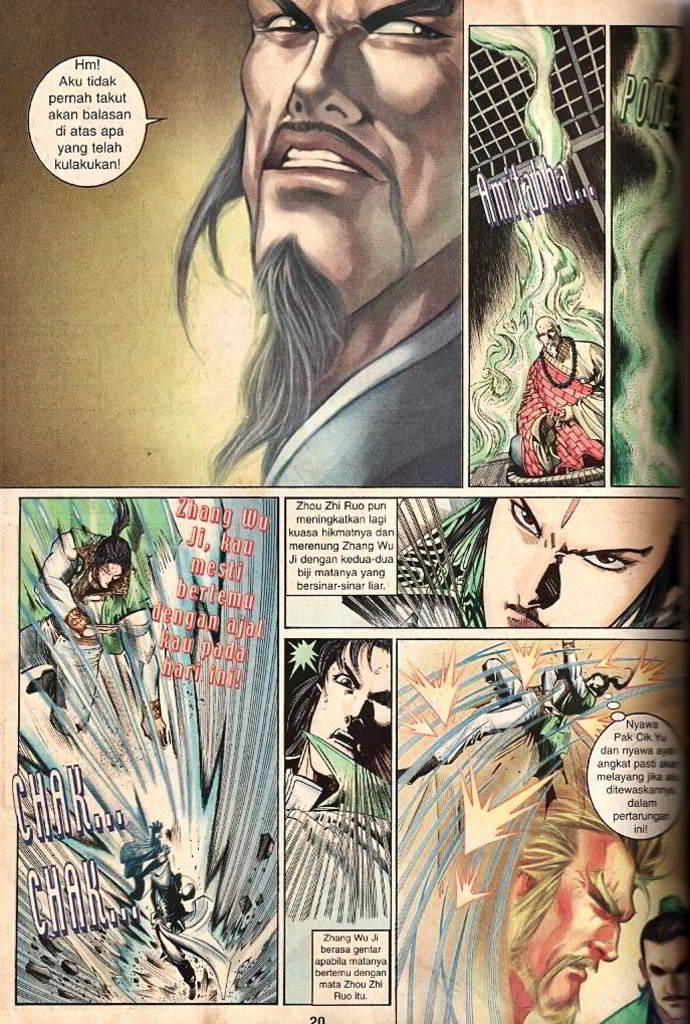 Hm!
Aku tidak
pernah takut
akan balasan
di atas apa
yang telah
kulakukan!
Amitabha...
Zhang Wu
Ji, kau
mesti
bertemu
dengan ajal
kau pada
hari ini!
CHAK...
CHAK...
Zhou Zhi Ruo pun
meningkatkan lagi
kuasa hikmatnya dan
merenung Zhang Wu
Ji dengan kedua-dua
biji matanya yang
bersinar-sinar liar.
Zhang Wu Ji
berasa gentar
apabila matanya
bertemu dengan
mata Zhou Zhi
Ruo itu.
Nyawa
Pak Cik Yu
dan nyawa
angkat pasti
melayang jika
ditewaskannya
dalam
pertarungan
ini!
20